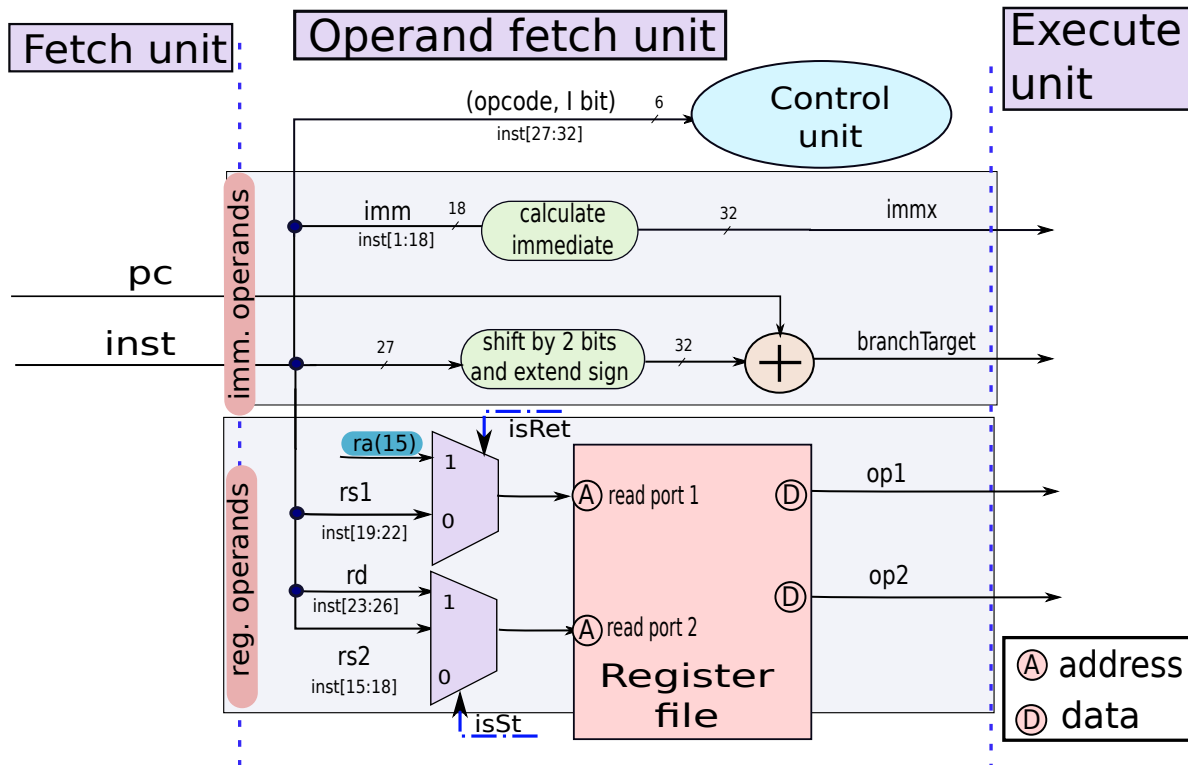 Fetch unit
Operand fetch unit
Execute
unit
(opcode, I bit)
6
inst[27:32]
Control
unit
imm. operands
imm
18
inst[1:18]
calculate
immediate
32
immx
pc
inst
27
shift by 2 bits
and extend sign
32
branchTarget
reg. operands
isRet
ra(15)
1
rs1
0
inst[19:22]
A
read port 1
D
op1
rd
1
inst[23:26]
rs2
0
inst[15:18]
A
read port 2
D
op2
isSt
Register
file
A address
D data